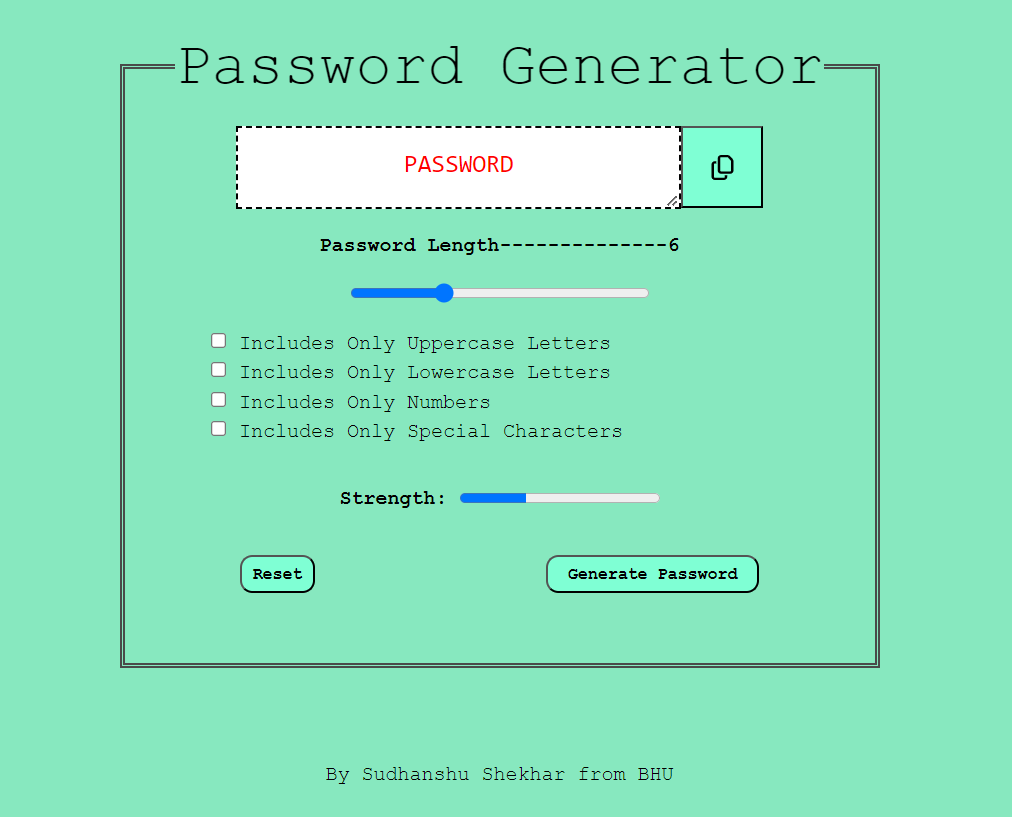 Password Generator
PASSWORD
Password Length--------------6
Includes Only Uppercase Letters
Includes Only Lowercase Letters
Includes Only Numbers
Includes Only Special Characters
Strength:
Reset
Generate Password
By Sudhanshu Shekhar from BHU